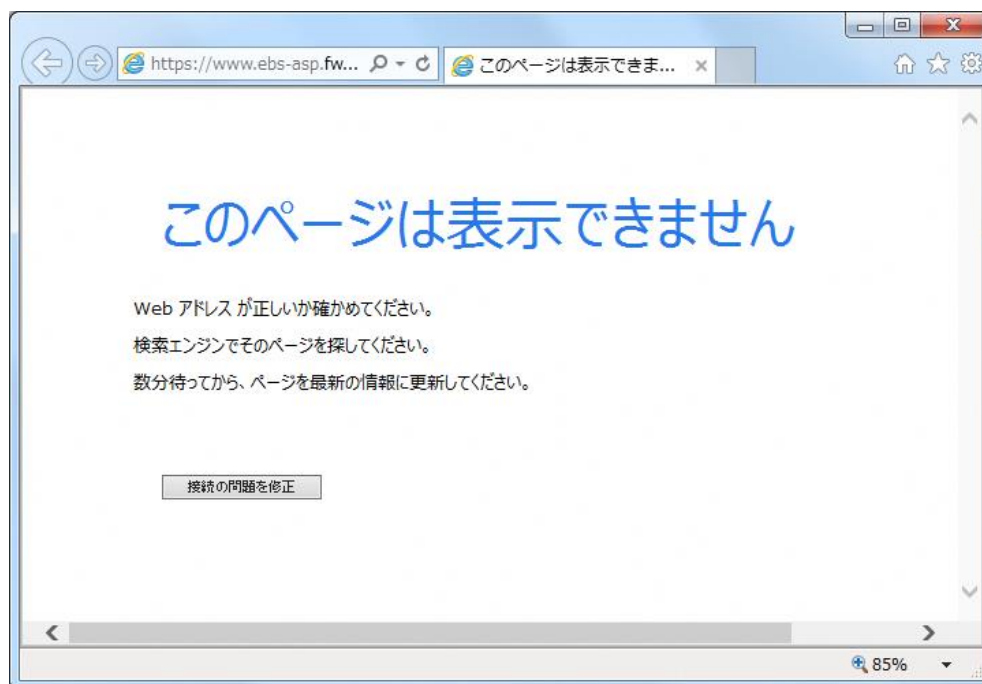 https://www.ebs-asp.fw...
このページは表示できま...
このページは表示できません
Web アドレス が正しいか確かめてください。
検索エンジンでそのページを探してください。
数分待ってから、ページを最新の情報に更新してください。
接続の問題を修正
85%